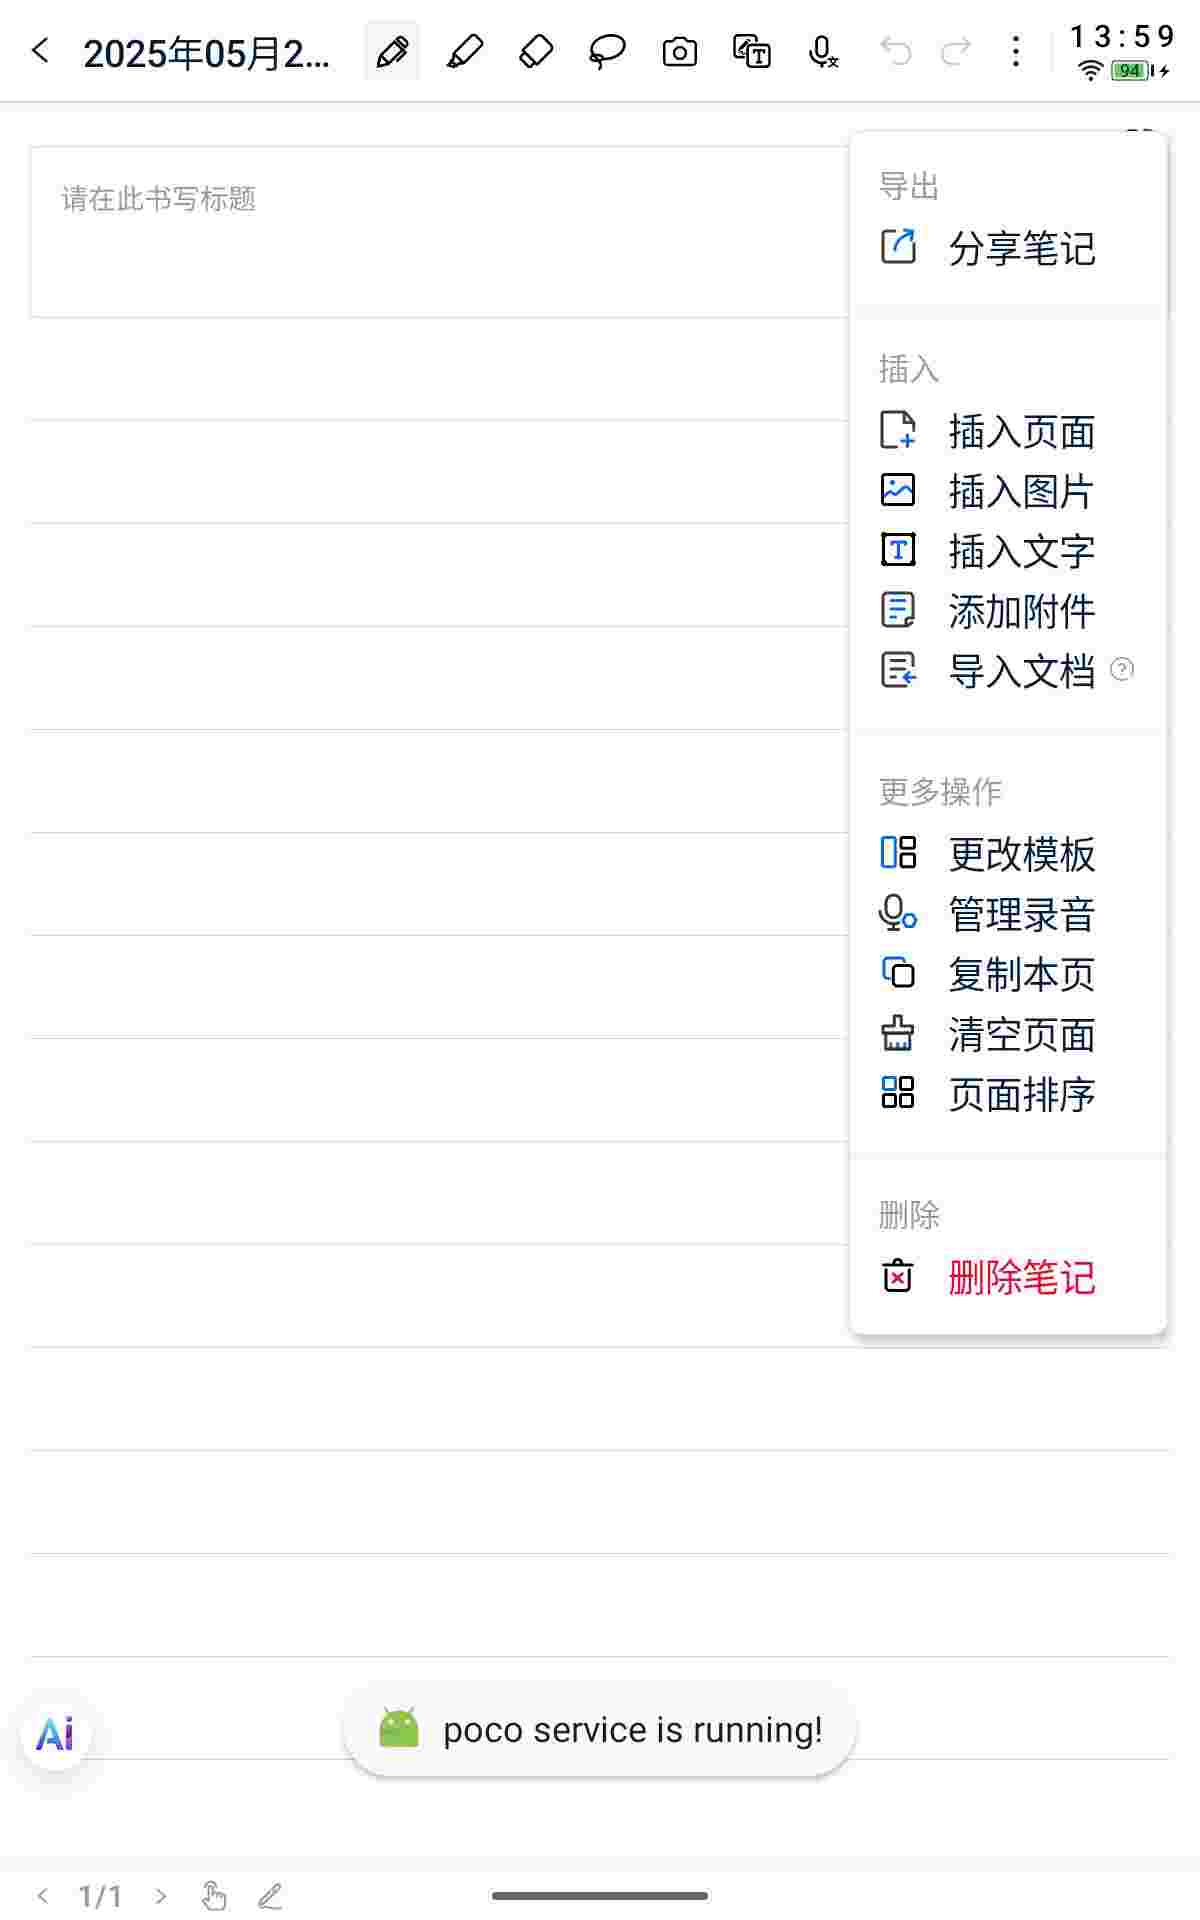 2025年05月2...
13:59
94
请在此书写标题
导出
分享笔记
插入
插入页面
插入图片
插入文字
添加附件
导入文档
更多操作
更改模板
管理录音
复制本页
清空页面
页面排序
删除
删除笔记
Ai
poco service is running!
1/1